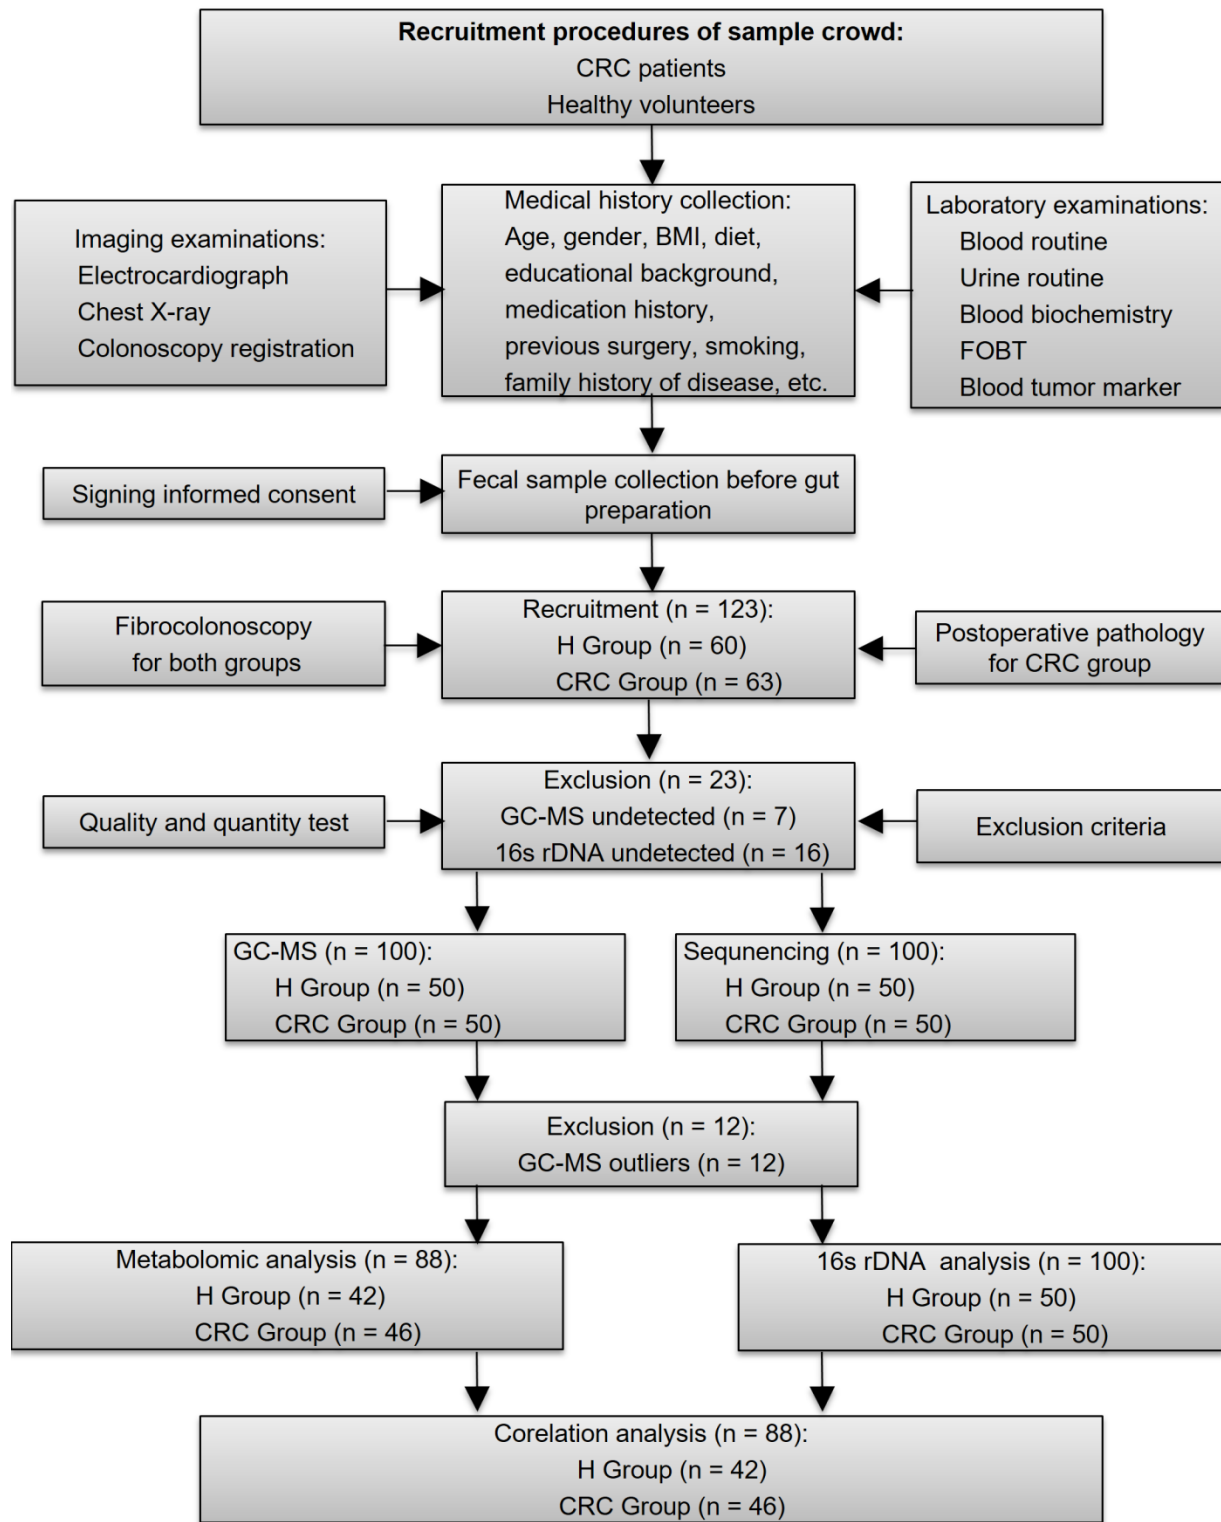 Recruitment procedures of sample crowd:
CRC patients
Healthy volunteers
Imaging examinations:
Electrocardiograph
Chest X-ray
Colonoscopy registration
Medical history collection:
Age, gender, BMI, diet,
educational background,
medication history,
previous surgery, smoking,
family history of disease, etc.
Laboratory examinations:
Blood routine
Urine routine
Blood biochemistry
FOBT
Blood tumor marker
Signing informed consent
Fecal sample collection before gut
preparation
Fibrocolonoscopy
for both groups
Recruitment (n = 123):
H Group (n = 60)
CRC Group (n = 63)
Postoperative pathology
for CRC group
Quality and quantity test
Exclusion (n = 23):
GC-MS undetected (n = 7)
16s rDNA undetected (n = 16)
Exclusion criteria
GC-MS (n = 100):
H Group (n = 50)
CRC Group (n = 50)
Sequnencing (n = 100):
H Group (n = 50)
CRC Group (n = 50)
Exclusion (n = 12):
GC-MS outliers (n = 12)
Metabolomic analysis (n = 88):
H Group (n = 42)
CRC Group (n = 46)
16s rDNA analysis (n = 100):
H Group (n = 50)
CRC Group (n = 50)
Corelation analysis (n = 88):
H Group (n = 42)
CRC Group (n = 46)